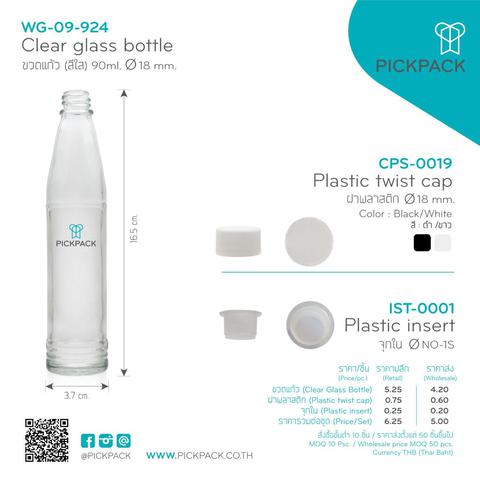 WG-09-924
Clear glass bottle
ขวดแก้ว (สีใส) 90ml. Ø 18 mm.
PICKPACK
CPS-0019
Plastic twist cap
ฝาพลาสติก Ø 18 mm.
Color : Black/White
สี : ดำ /ขาว
16.5 cm.
PICKPACK
IST-0001
Plastic insert
จุกใน Ø NO-1S
3.7 cm.
ราคา/ชิ้น ราคาปลีก ราคาส่ง
(Price/pc.) (Retail) (Wholesale)
ขวดแก้ว (Clear Glass Bottle) 5.25 4.20
ฝาพลาสติก (Plastic twist cap) 0.75 0.60
จุกใน (Plastic insert) 0.25 0.20
ราคารวมต่อชุด (Price/Set) 6.25 5.00
สั่งซื้อขั้นต่ำ 10 ชิ้น / ราคาส่งตั้งแต่ 50 ชิ้นขึ้นไป
MOQ 10 Psc. / Wholesale price MOQ 50 pcs.
Currency THB (Thai Baht)
@PICKPACK
WWW.PICKPACK.CO.TH